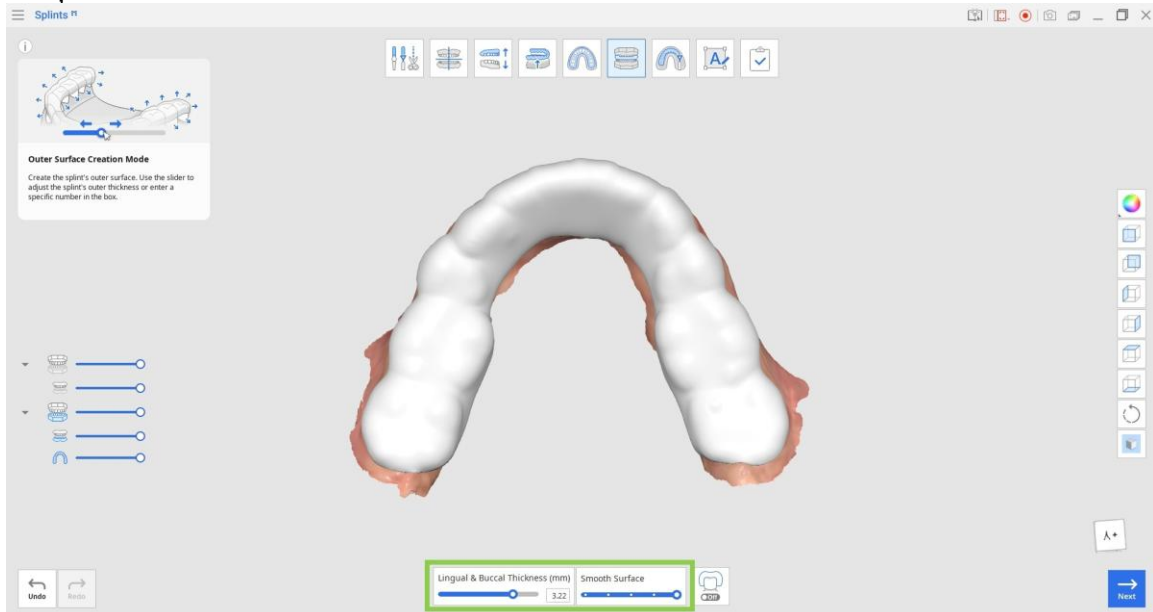 Splints
Outer Surface Creation Mode
Create the splint's outer surface. Use the slider to
adjust the splint's outer thickness or enter a
specific number in the box.
Lingual & Buccal Thickness (mm)
3.22
Smooth Surface
Off
Undo
Redo
Next